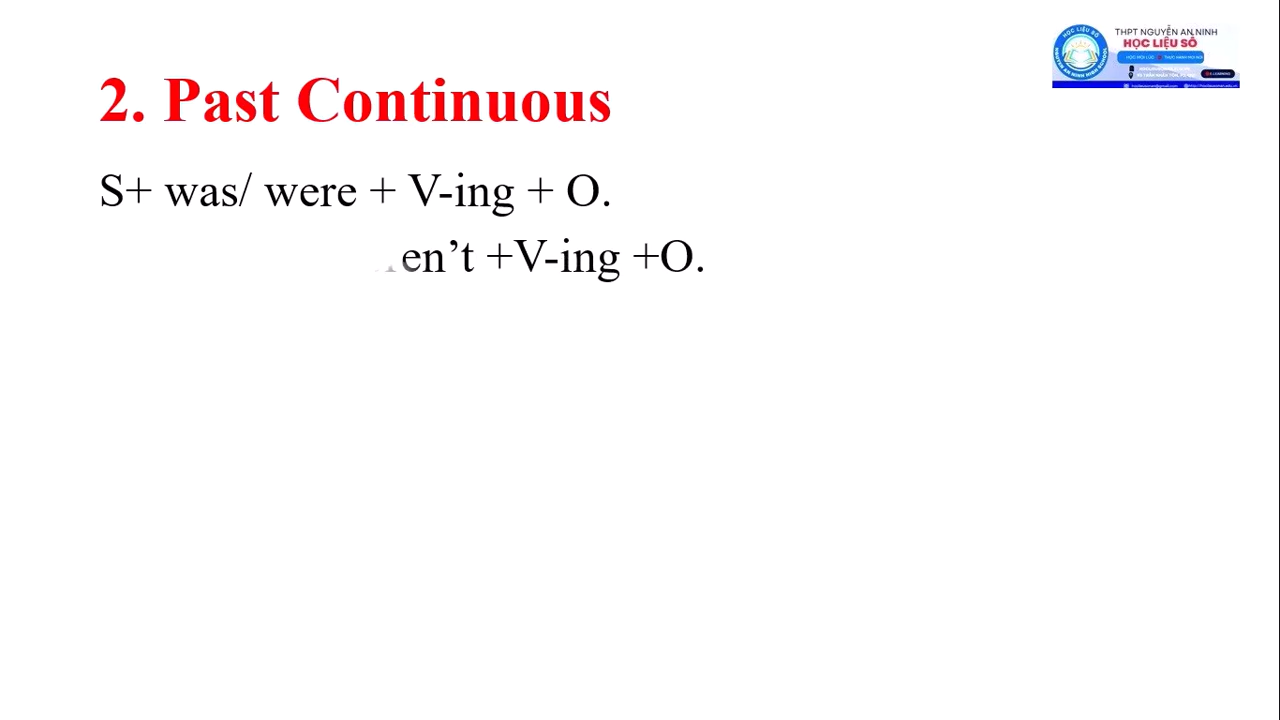 THPT NGUYỄN AN NINH
HỌC LIỆU SỐ
2. Past Continuous
S+ was/ were + V-ing + O.
en’t +V-ing +O.